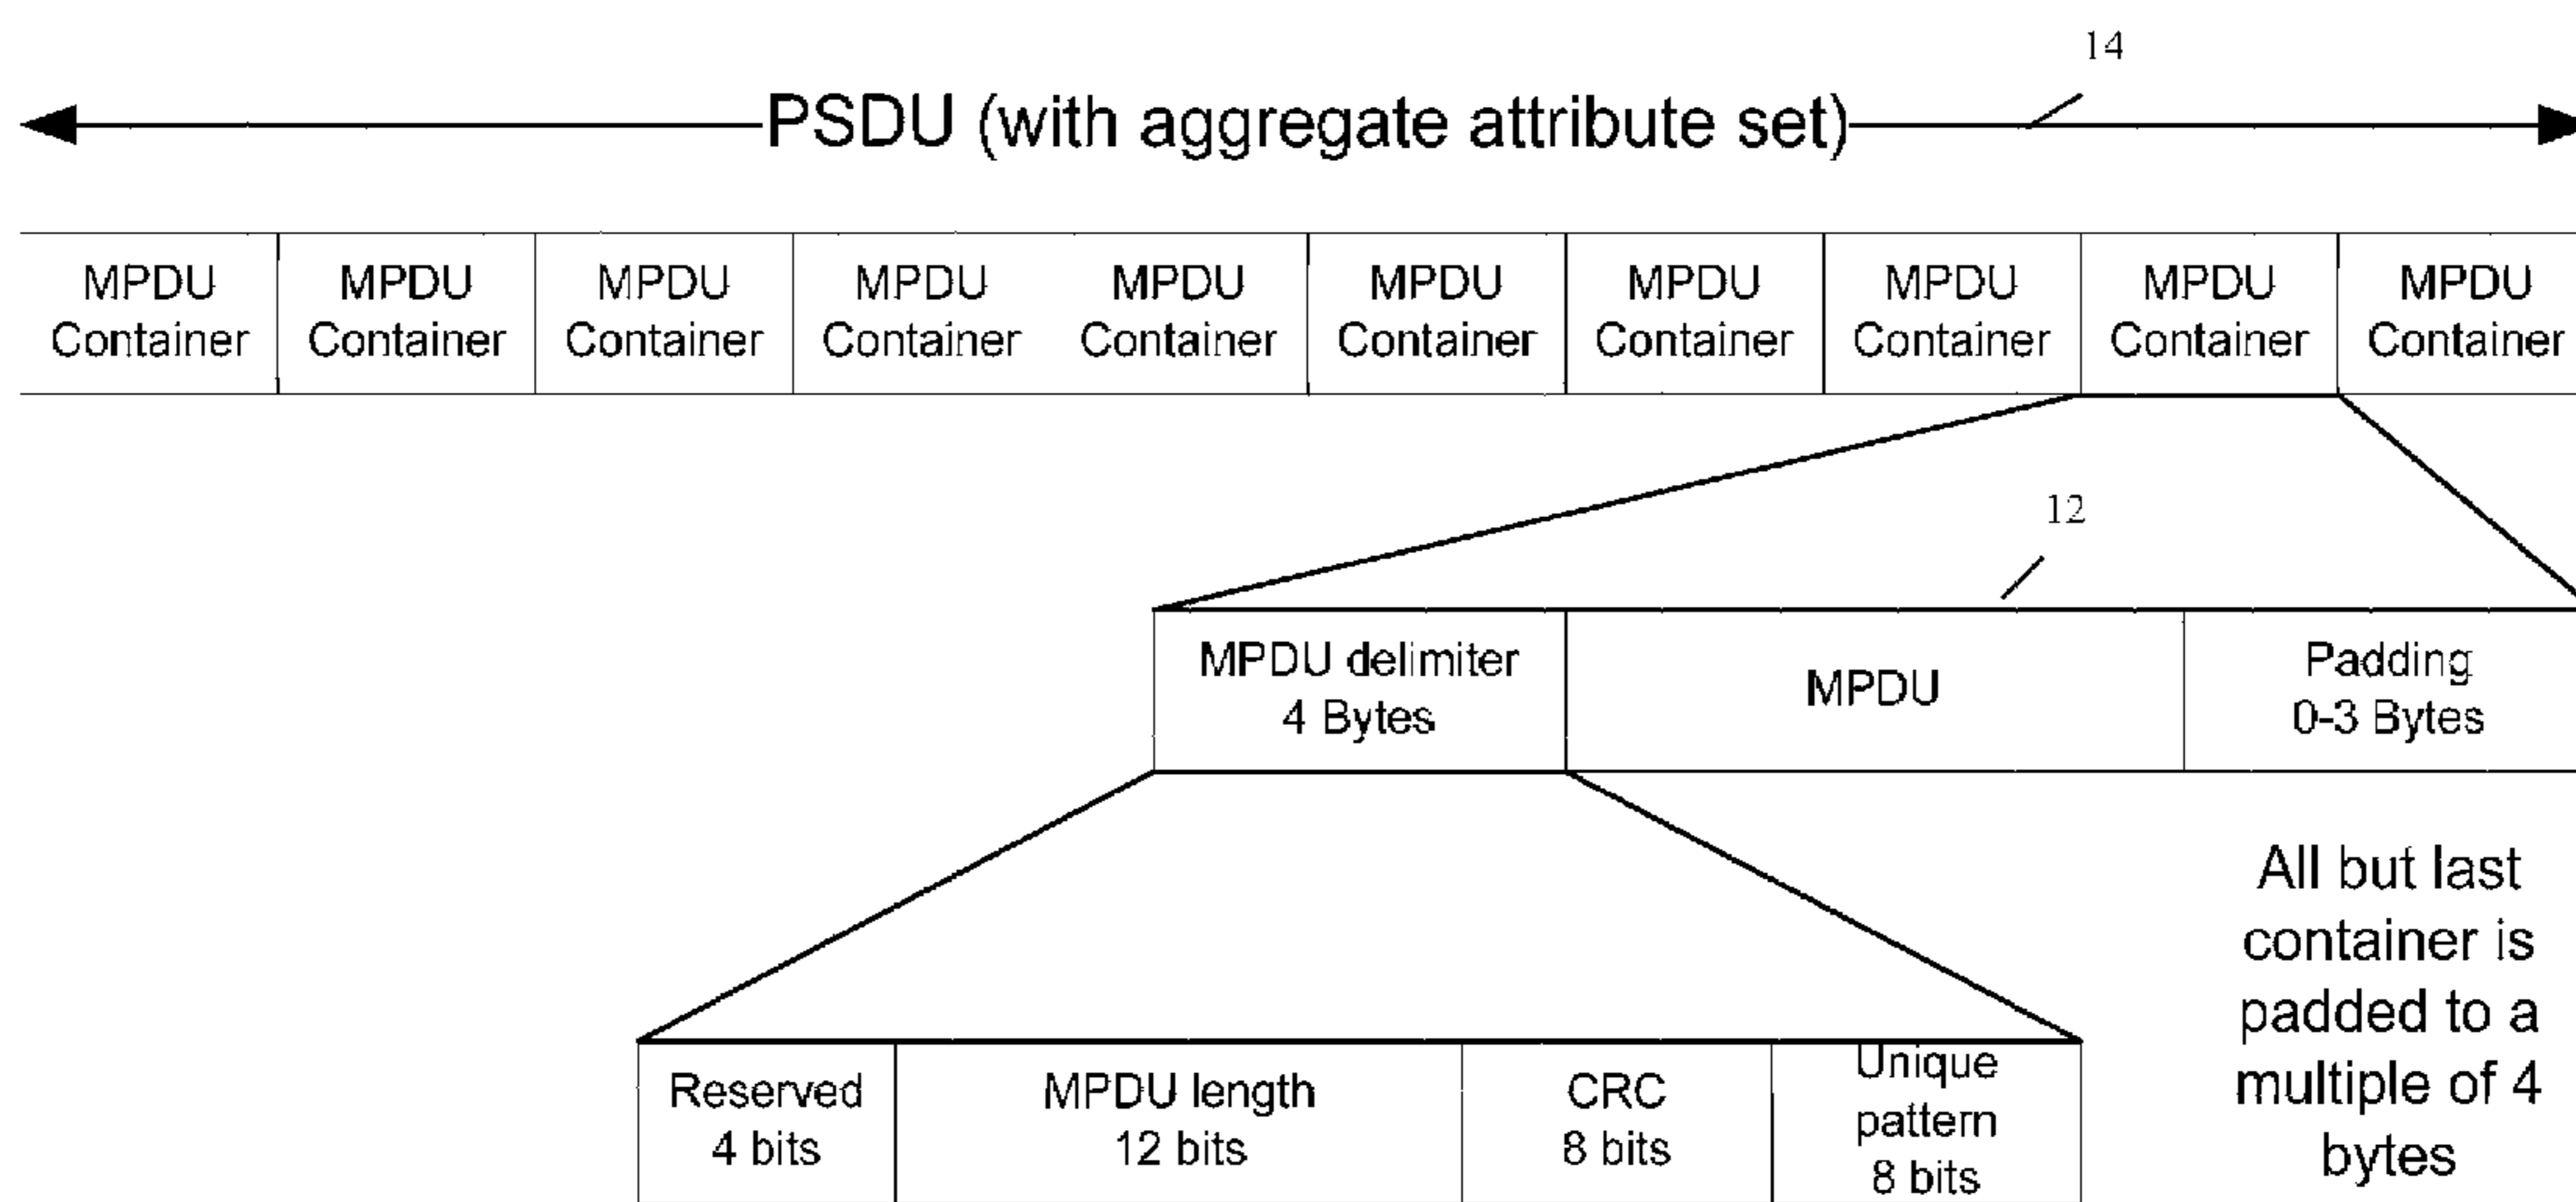 14
PSDU (with aggregate attribute set)
MPDU Container
MPDU Container
MPDU Container
MPDU Container
MPDU Container
MPDU Container
MPDU Container
MPDU Container
MPDU Container
MPDU Container
12
MPDU delimiter
4 Bytes
MPDU
Padding
0-3 Bytes
All but last
container is
padded to a
multiple of 4
bytes
Reserved
4 bits
MPDU length
12 bits
CRC
8 bits
Unique
pattern
8 bits